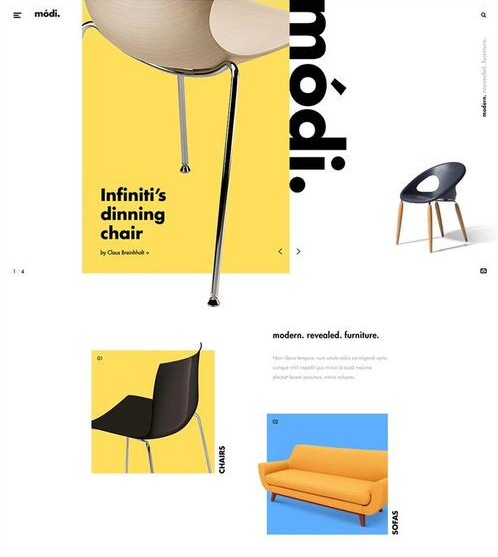 módi.
módi.
modern. revealed. furniture.
Infiniti's
dinning
chair
by Claus Breinholt
1 4
modern. revealed. furniture.
01
CHAIRS
02
SOFAS